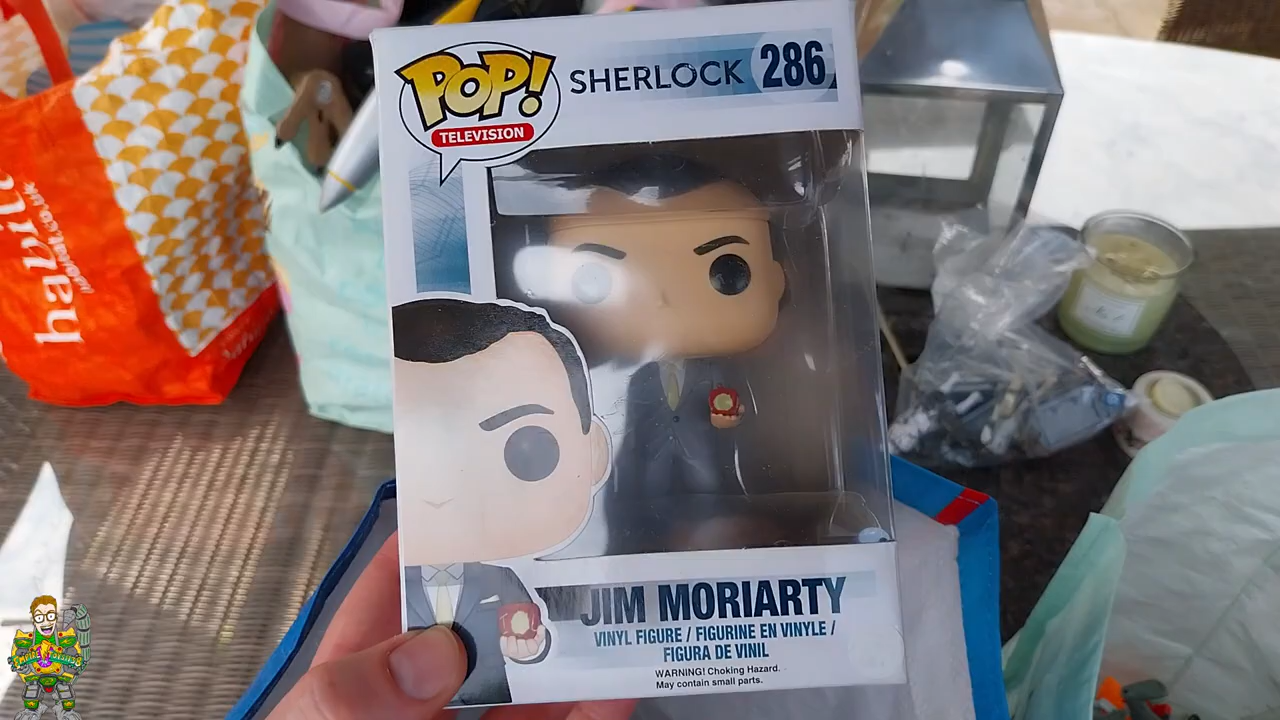 POP!
TELEVISION
SHERLOCK 286
JIM MORIARTY
VINYL FIGURE / FIGURINE EN VINYLE /
FIGURA DE VINIL
WARNING! Choking Hazard.
May contain small parts.